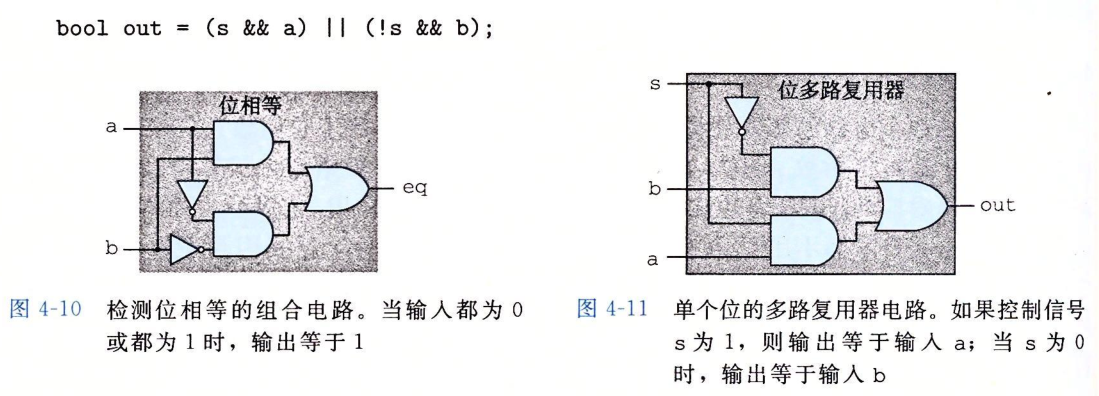 bool out = (s && a) || (!s && b);
位相等
a
eq
b
图 4-10 检测位相等的组合电路。当输入都为 0
或都为 1 时，输出等于 1
s
位多路复用器
b
out
a
图 4-11 单个位的多路复用器电路。如果控制信号
s 为 1，则输出等于输入 a；当 s 为 0
时，输出等于输入 b